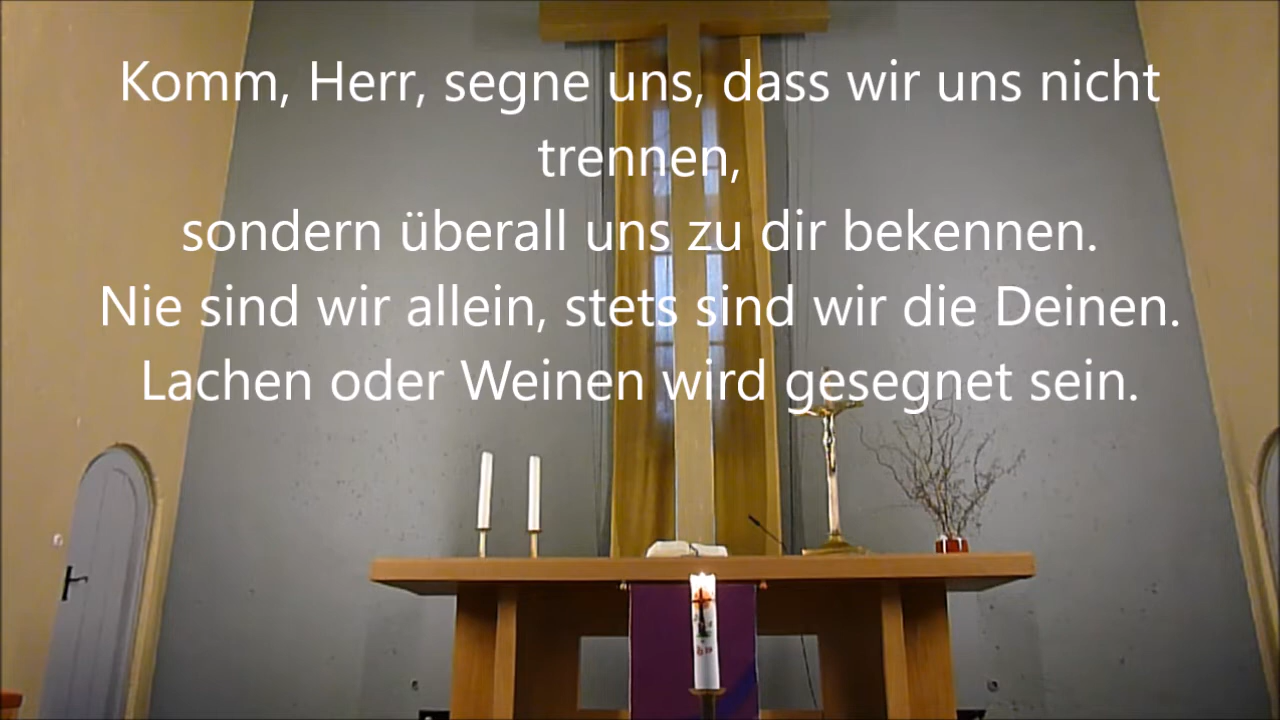 Komm, Herr, segne uns, dass wir uns nicht
trennen,
sondern überall uns zu dir bekennen.
Nie sind wir allein, stets sind wir die Deinen.
Lachen oder Weinen wird gesegnet sein.